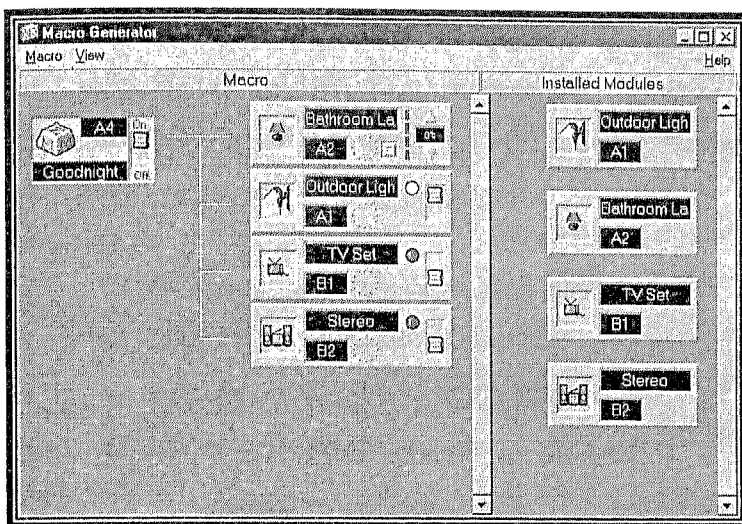 Macro Generator
Macro View Help
Macro
Installed Modules
A4
On
Goodnight
Off
Bathroom La
A2
0%
Outdoor Ligh
A1
TV Set
B1
Stereo
B2
Outdoor Ligh
A1
Bathroom La
A2
TV Set
B1
Stereo
B2